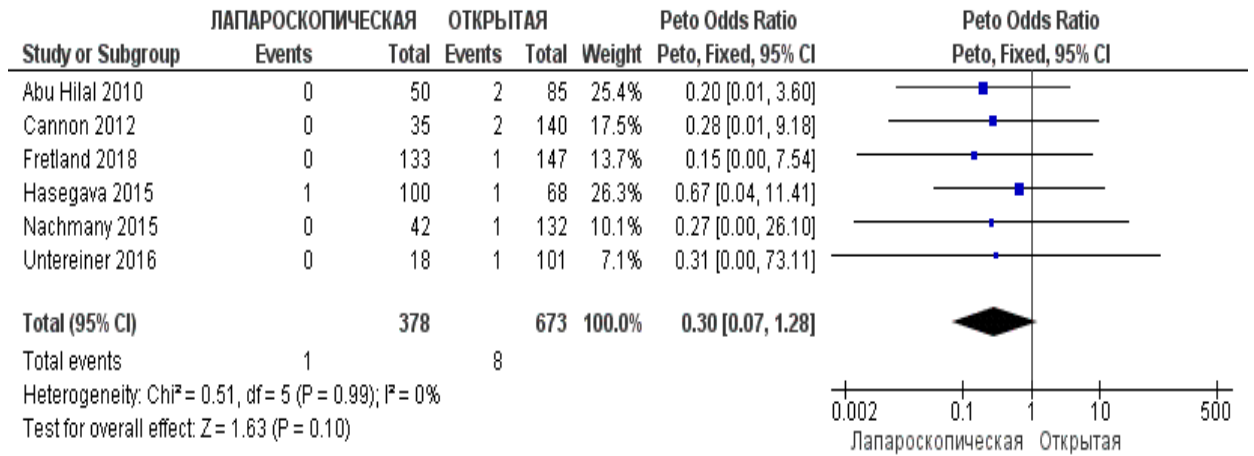 ЛАПАРОСКОПИЧЕСКАЯ ОТКРЫТАЯ Peto Odds Ratio Peto Odds Ratio
Study or Subgroup Events Total Events Total Weight Peto, Fixed, 95% CI Peto, Fixed, 95% CI
Abu Hilal 2010 0 50 2 85 25.4% 0.20 [0.01, 3.60]
Cannon 2012 0 35 2 140 17.5% 0.28 [0.01, 9.18]
Fretland 2018 0 133 1 147 13.7% 0.15 [0.00, 7.54]
Hasegava 2015 1 100 1 68 26.3% 0.67 [0.04, 11.41]
Nachmany 2015 0 42 1 132 10.1% 0.27 [0.00, 26.10]
Untereiner 2016 0 18 1 101 7.1% 0.31 [0.00, 73.11]
Total (95% CI) 378 673 100.0% 0.30 [0.07, 1.28]
Total events 1 8
Heterogeneity: Chi² = 0.51, df = 5 (P = 0.99); I² = 0%
Test for overall effect: Z = 1.63 (P = 0.10)
0.002 0.1 1 10 500
Лапароскопическая Открытая